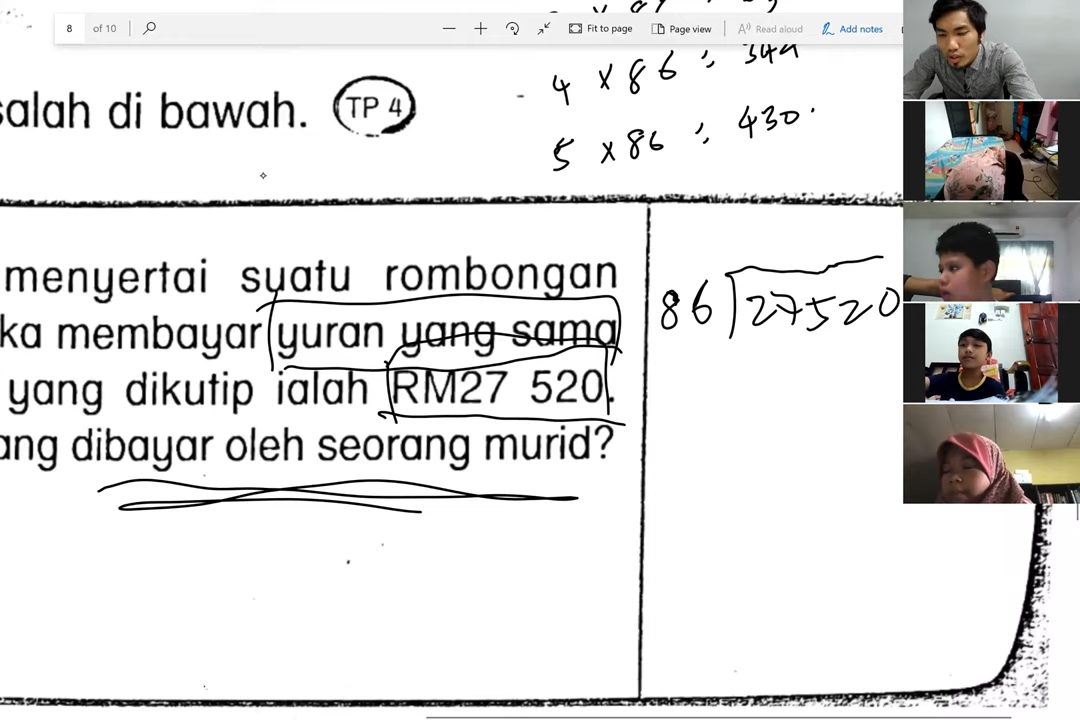 8 of 10 Fit to page Page view Read aloud Add notes
4 × 86 : 344
5 × 86 : 430.
salah di bawah. TP 4
menyertai suatu rombongan
ka membayar yuran yang sama
yang dikutip ialah RM27 520.
ang dibayar oleh seorang murid?
86 27520